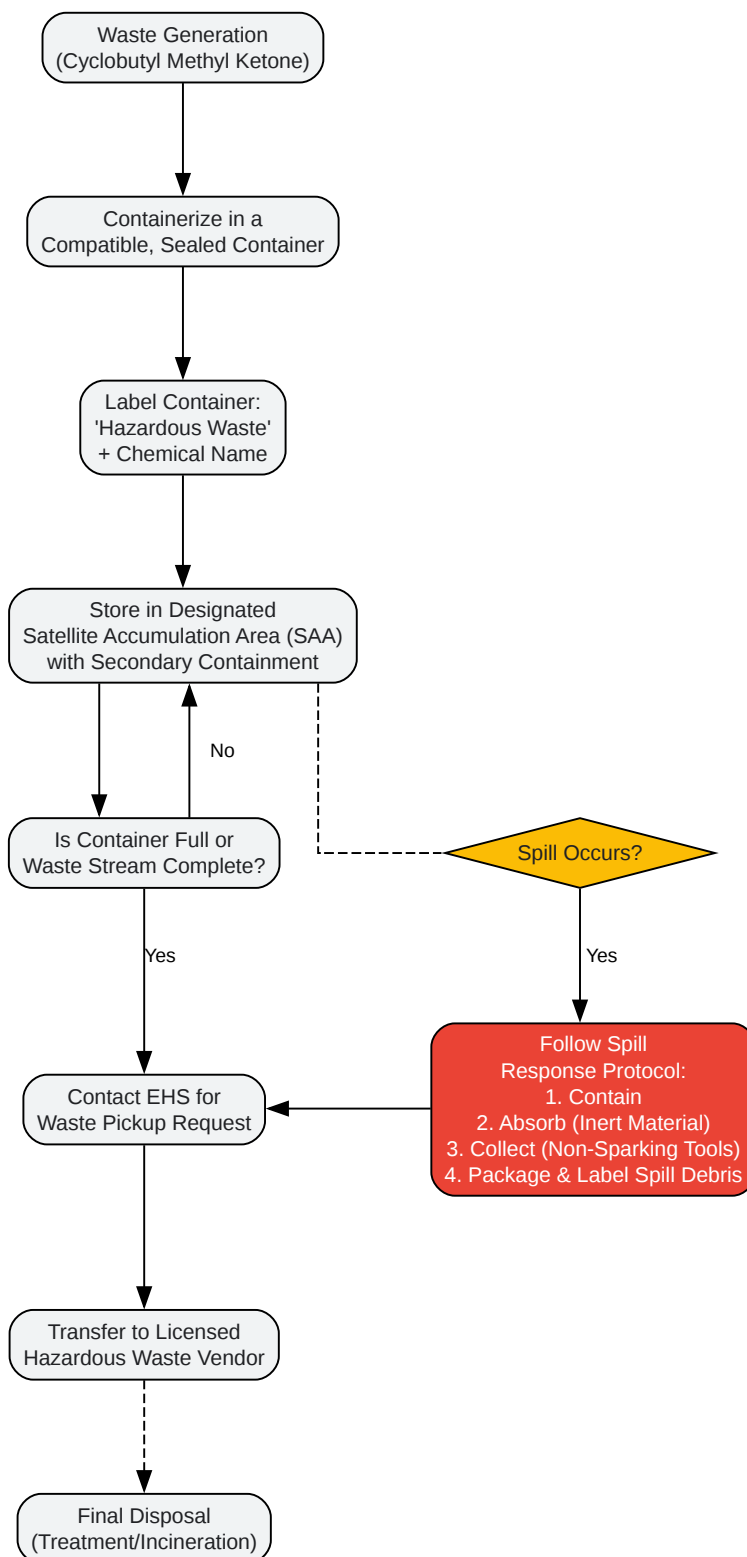 Waste Generation
(Cyclobutyl Methyl Ketone)
Containerize in a
Compatible, Sealed Container
Label Container:
'Hazardous Waste'
+ Chemical Name
Store in Designated
Satellite Accumulation Area (SAA)
with Secondary Containment
No
Is Container Full or
Waste Stream Complete?
Spill Occurs?
Yes
Yes
Follow Spill
Response Protocol:
1. Contain
2. Absorb (Inert Material)
3. Collect (Non-Sparking Tools)
4. Package & Label Spill Debris
Contact EHS for
Waste Pickup Request
Transfer to Licensed
Hazardous Waste Vendor
Final Disposal
(Treatment/Incineration)